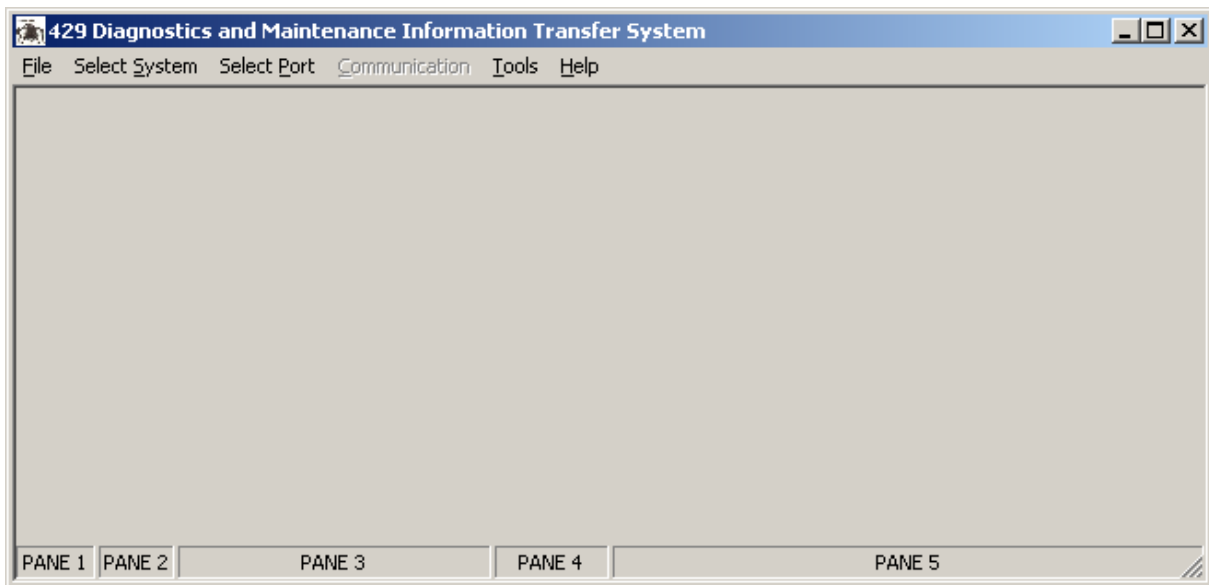 429 Diagnostics and Maintenance Information Transfer System
File Select System Select Port Communication Tools Help
PANE 1 PANE 2 PANE 3 PANE 4 PANE 5